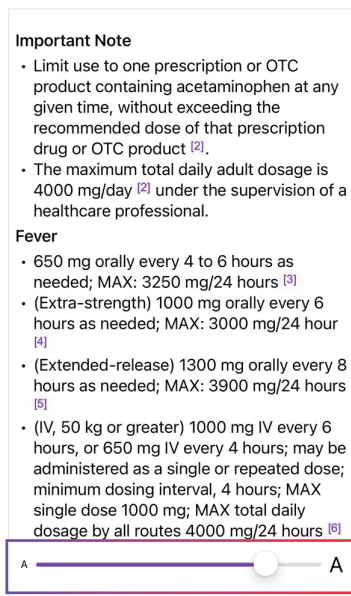 Important Note
• Limit use to one prescription or OTC
product containing acetaminophen at any
given time, without exceeding the
recommended dose of that prescription
drug or OTC product [2].
• The maximum total daily adult dosage is
4000 mg/day [2] under the supervision of a
healthcare professional.
Fever
• 650 mg orally every 4 to 6 hours as
needed; MAX: 3250 mg/24 hours [3]
• (Extra-strength) 1000 mg orally every 6
hours as needed; MAX: 3000 mg/24 hour
[4]
• (Extended-release) 1300 mg orally every 8
hours as needed; MAX: 3900 mg/24 hours
[5]
• (IV, 50 kg or greater) 1000 mg IV every 6
hours, or 650 mg IV every 4 hours; may be
administered as a single or repeated dose;
minimum dosing interval, 4 hours; MAX
single dose 1000 mg; MAX total daily
dosage by all routes 4000 mg/24 hours [6]
A A